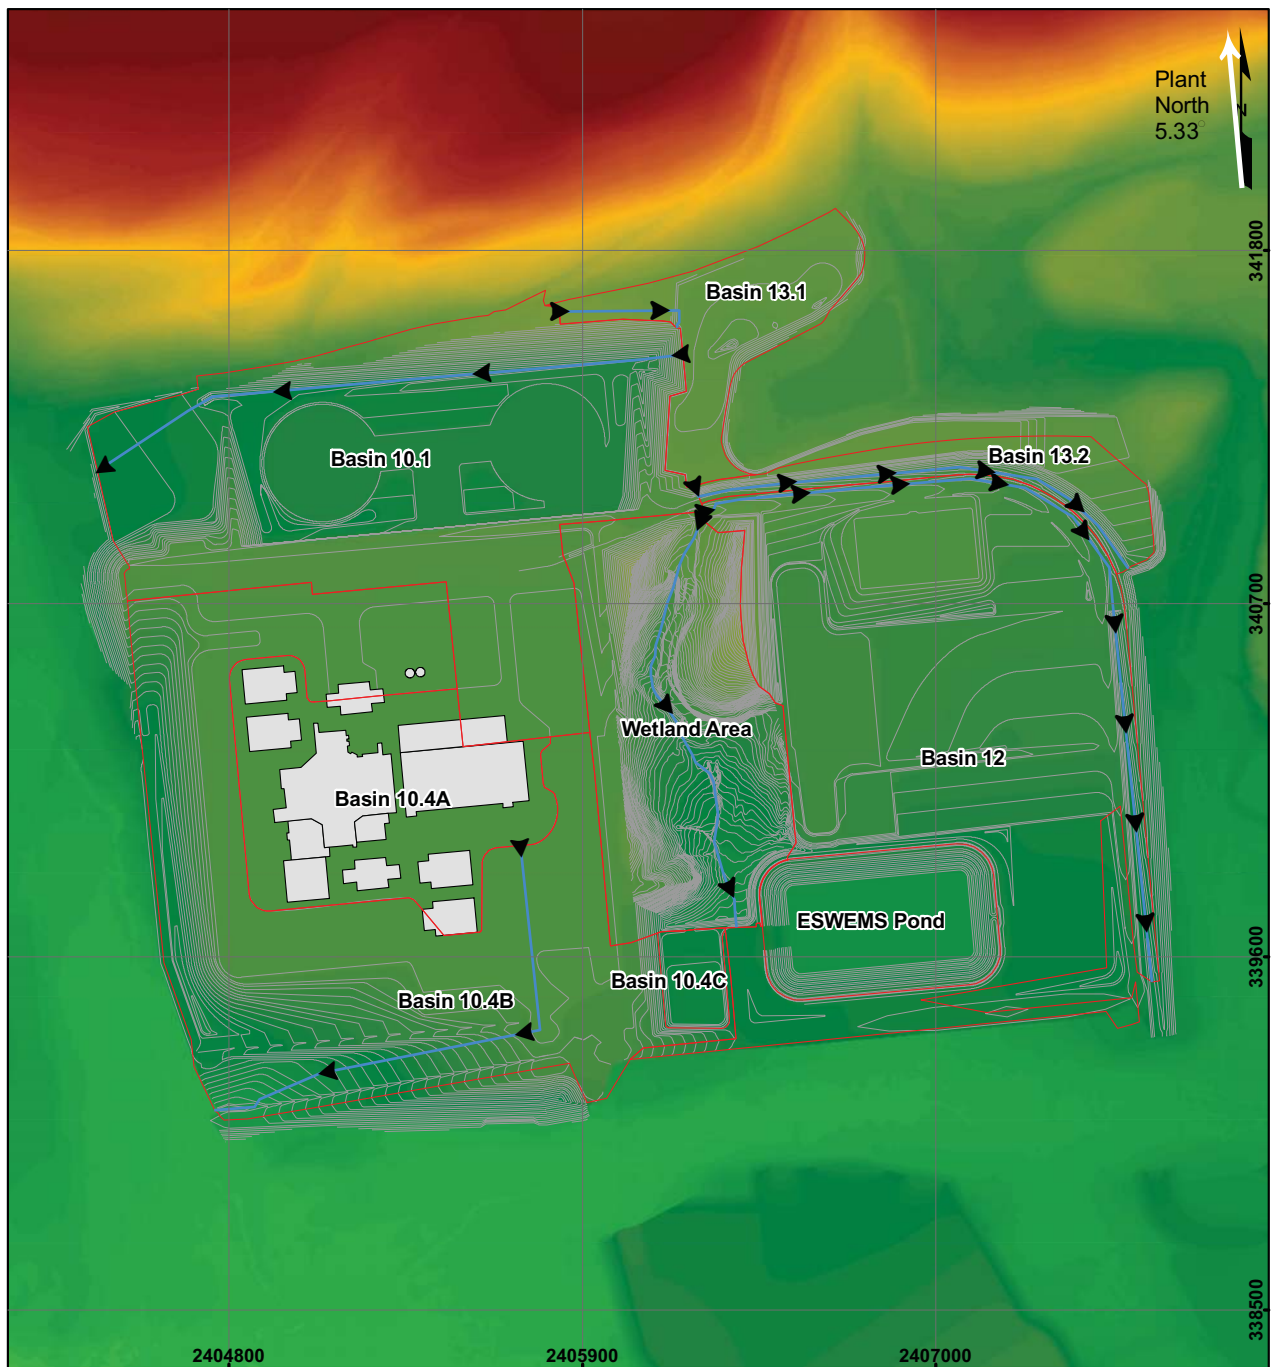 Plant
North
5.33°
N
341800
Basin 13.1
Basin 10.1
Basin 13.2
340700
Wetland Area
Basin 12
Basin 10.4A
ESWEMS Pond
339600
Basin 10.4C
Basin 10.4B
338500
2404800
2405900
2407000